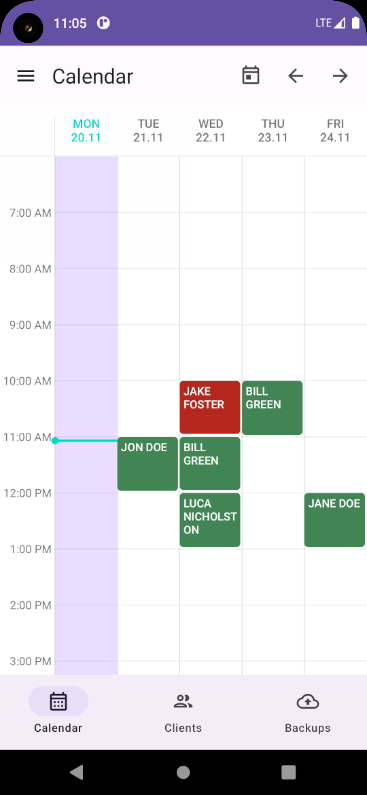 11:05 LTE
Calendar
MON TUE WED THU FRI
20.11 21.11 22.11 23.11 24.11
7:00 AM
8:00 AM
9:00 AM
10:00 AM
JAKE
FOSTER
BILL
GREEN
11:00 AM
JON DOE
BILL
GREEN
12:00 PM
LUCA
NICHOLST
ON
JANE DOE
1:00 PM
2:00 PM
3:00 PM
Calendar Clients Backups